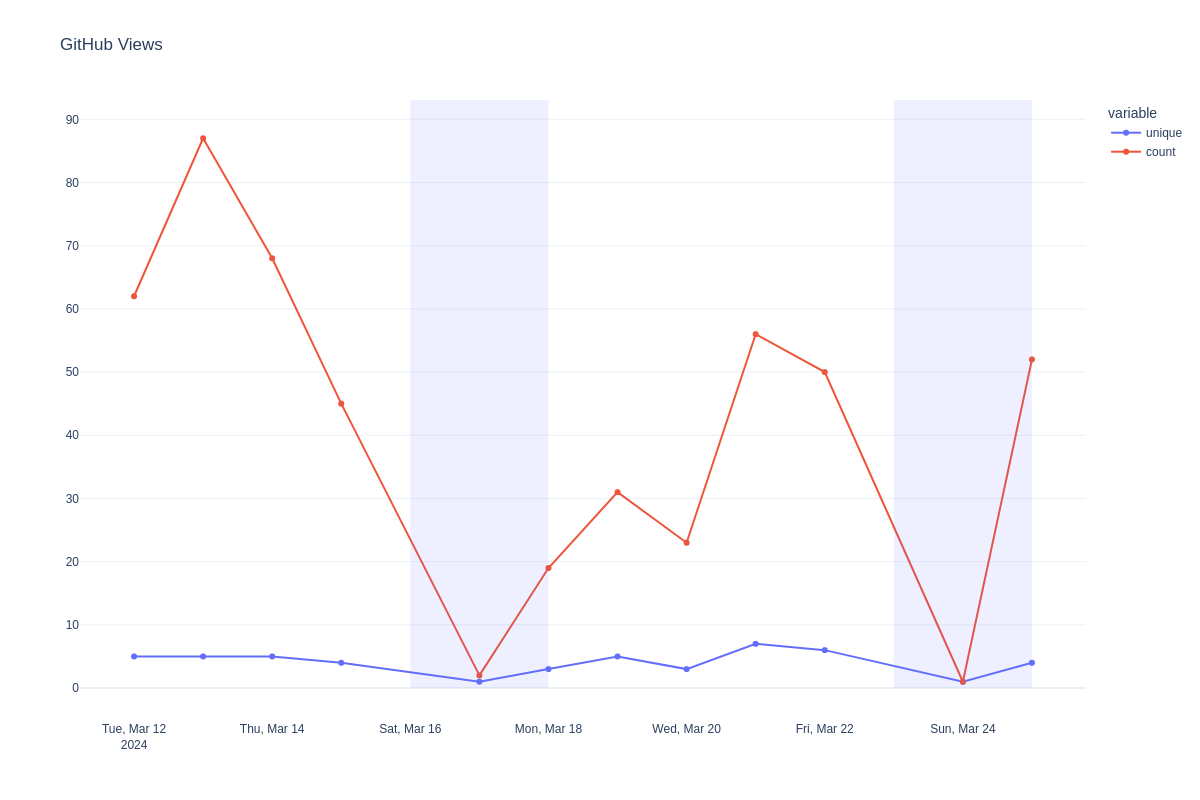 GitHub Views
90
80
70
60
50
40
30
20
10
0
Tue, Mar 12
2024
Thu, Mar 14
Sat, Mar 16
Mon, Mar 18
Wed, Mar 20
Fri, Mar 22
Sun, Mar 24
variable
unique
count